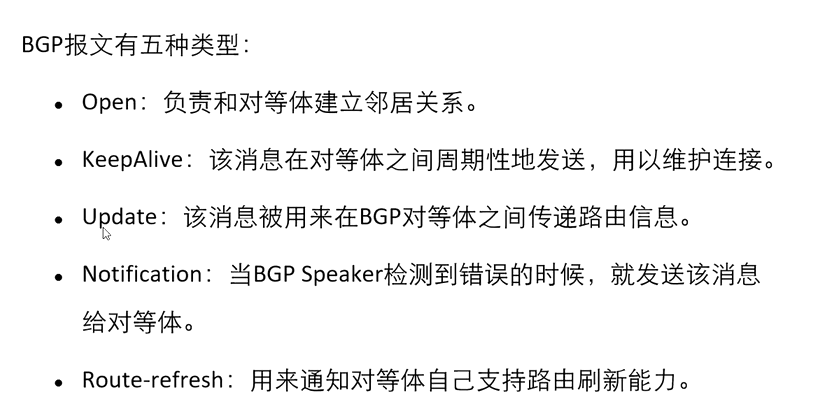 BGP报文有五种类型：
• Open：负责和对等体建立邻居关系。
• KeepAlive：该消息在对等体之间周期性地发送，用以维护连接。
• Update：该消息被用来在BGP对等体之间传递路由信息。
• Notification：当BGP Speaker检测到错误的时候，就发送该消息
给对等体。
• Route-refresh：用来通知对等体自己支持路由刷新能力。